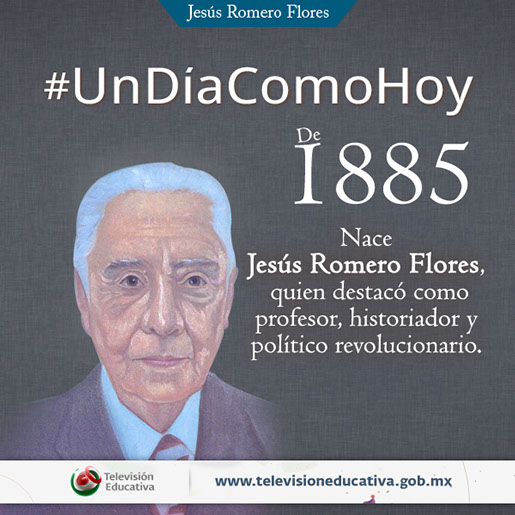 Jesús Romero Flores
#UnDíaComoHoy
De
1885
Nace
Jesús Romero Flores,
quien destacó como
profesor, historiador y
político revolucionario.
Televisión
Educativa
www.televisioneducativa.gob.mx